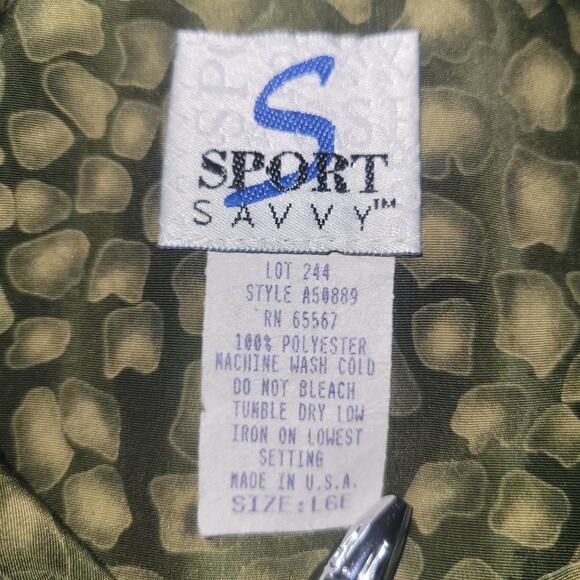 S
SPORT
SAVVY™
LOT 244
STYLE A50889
RN 65567
100% POLYESTER
MACHINE WASH COLD
DO NOT BLEACH
TUMBLE DRY LOW
IRON ON LOWEST
SETTING
MADE IN U.S.A.
SIZE:LGE